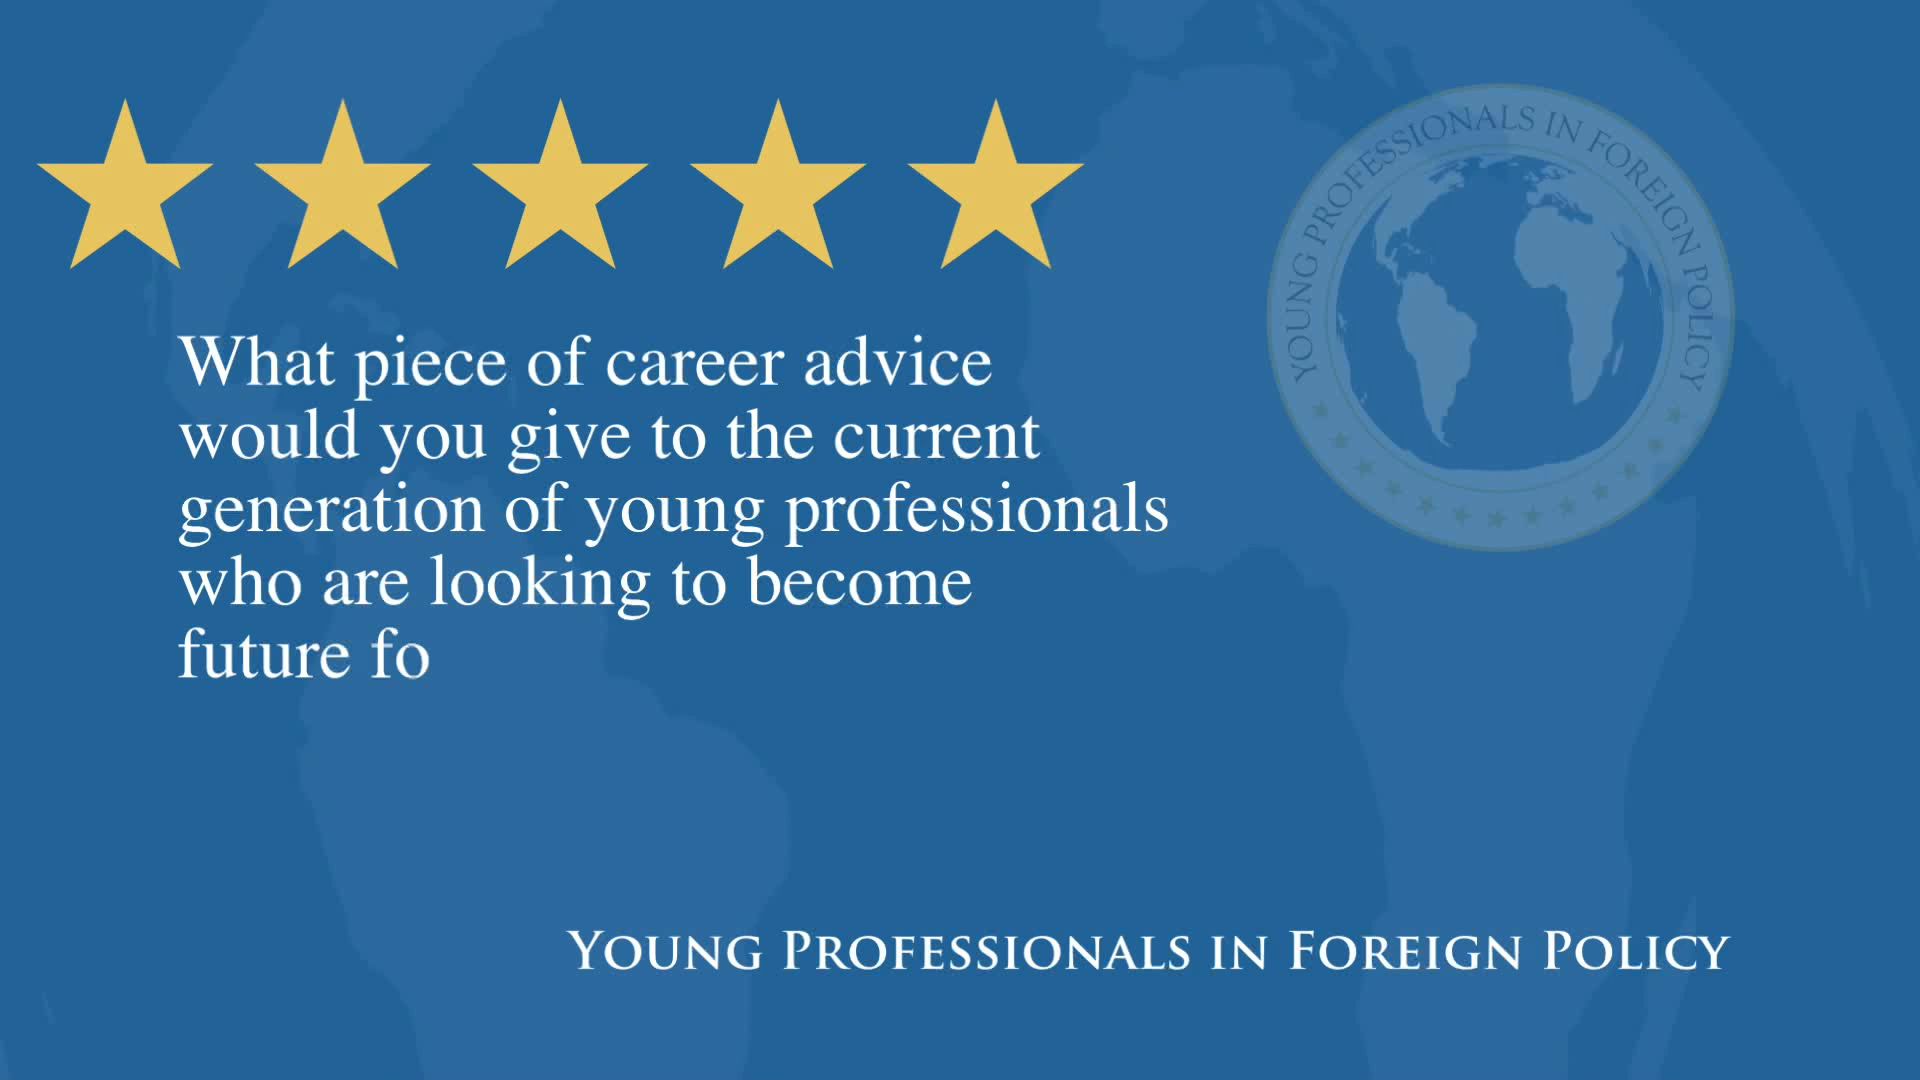 YOUNG PROFESSIONALS IN FOREIGN POLICY
What piece of career advice
would you give to the current
generation of young professionals
who are looking to become
future fo
YOUNG PROFESSIONALS IN FOREIGN POLICY